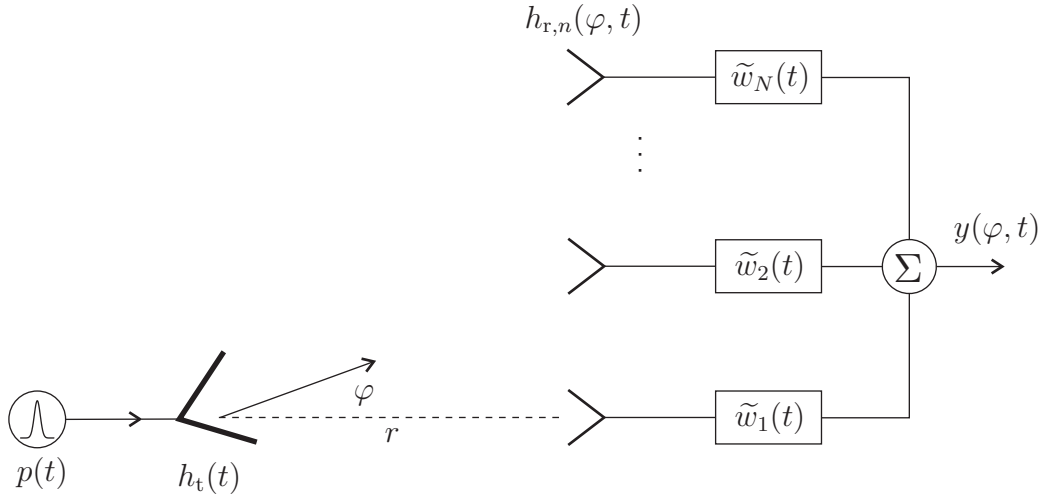 h_{r,n}(φ, t)
w̃_N(t)
⋮
w̃_2(t)
Σ
y(φ, t)
φ
r
w̃_1(t)
p(t)
h_t(t)